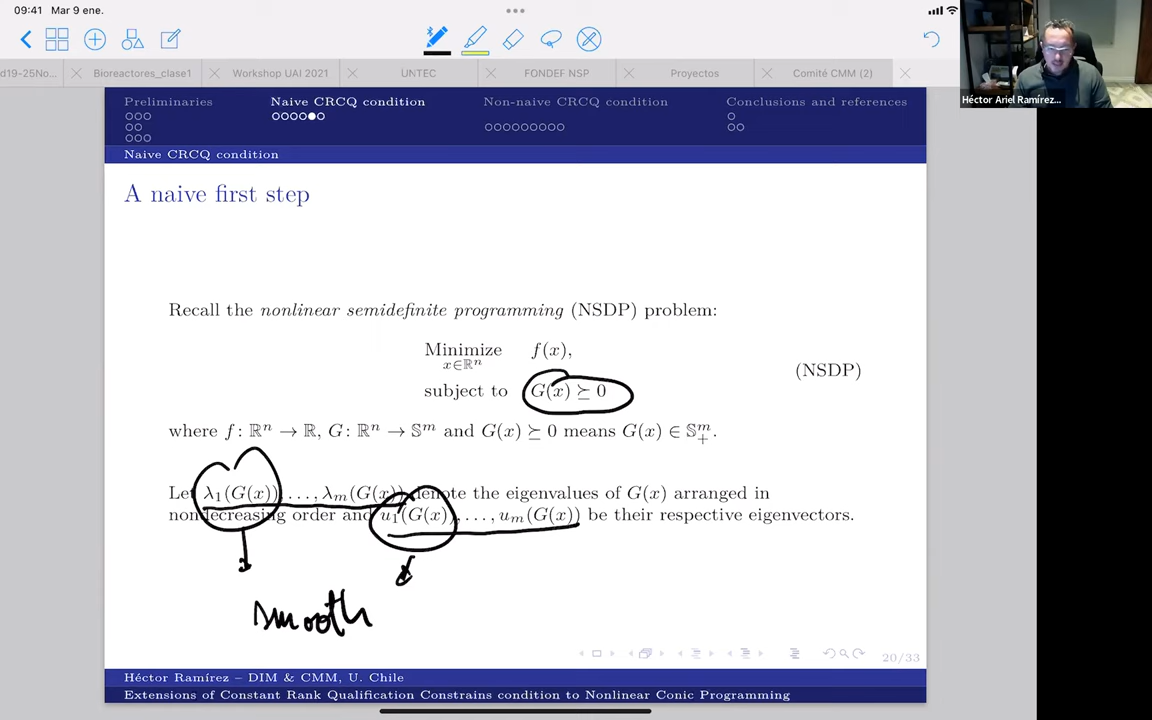 09:41 Mar 9 ene.
d19-25No... Bioreactores_clase1 Workshop UAI 2021 UNTEC FONDEF NSP Proyectos Comité CMM (2)
Héctor Ariel Ramírez...
Preliminaries Naive CRCQ condition Non-naive CRCQ condition Conclusions and references
Naive CRCQ condition
A naive first step
Recall the nonlinear semidefinite programming (NSDP) problem:
Minimize f(x),
x∈ℝⁿ
(NSDP)
subject to G(x) ⪰ 0
where f : ℝⁿ → ℝ, G : ℝⁿ → 𝕊ᵐ and G(x) ⪰ 0 means G(x) ∈ 𝕊ᵐ₊.
Let λ₁(G(x)), . . . , λₘ(G(x)) denote the eigenvalues of G(x) arranged in
nondecreasing order and u₁(G(x)), . . . , uₘ(G(x)) be their respective eigenvectors.
smooth
20/33
Héctor Ramírez – DIM & CMM, U. Chile
Extensions of Constant Rank Qualification Constrains condition to Nonlinear Conic Programming